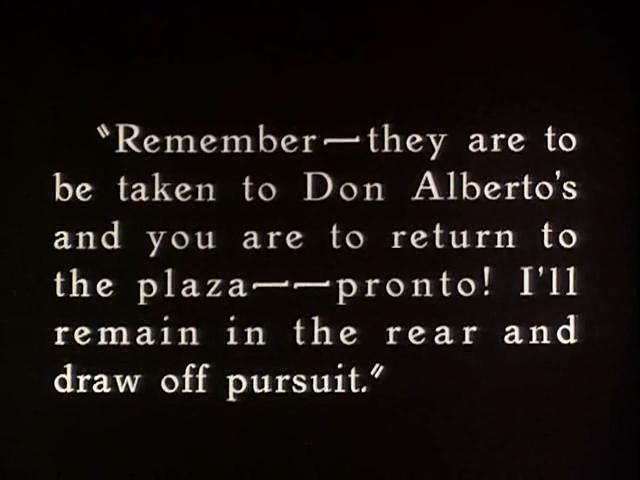 "Remember—they are to
be taken to Don Alberto's
and you are to return to
the plaza——pronto! I'll
remain in the rear and
draw off pursuit."